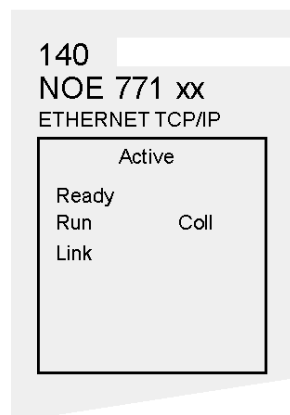 140
NOE 771 xx
ETHERNET TCP/IP
Active
Ready
Run Coll
Link